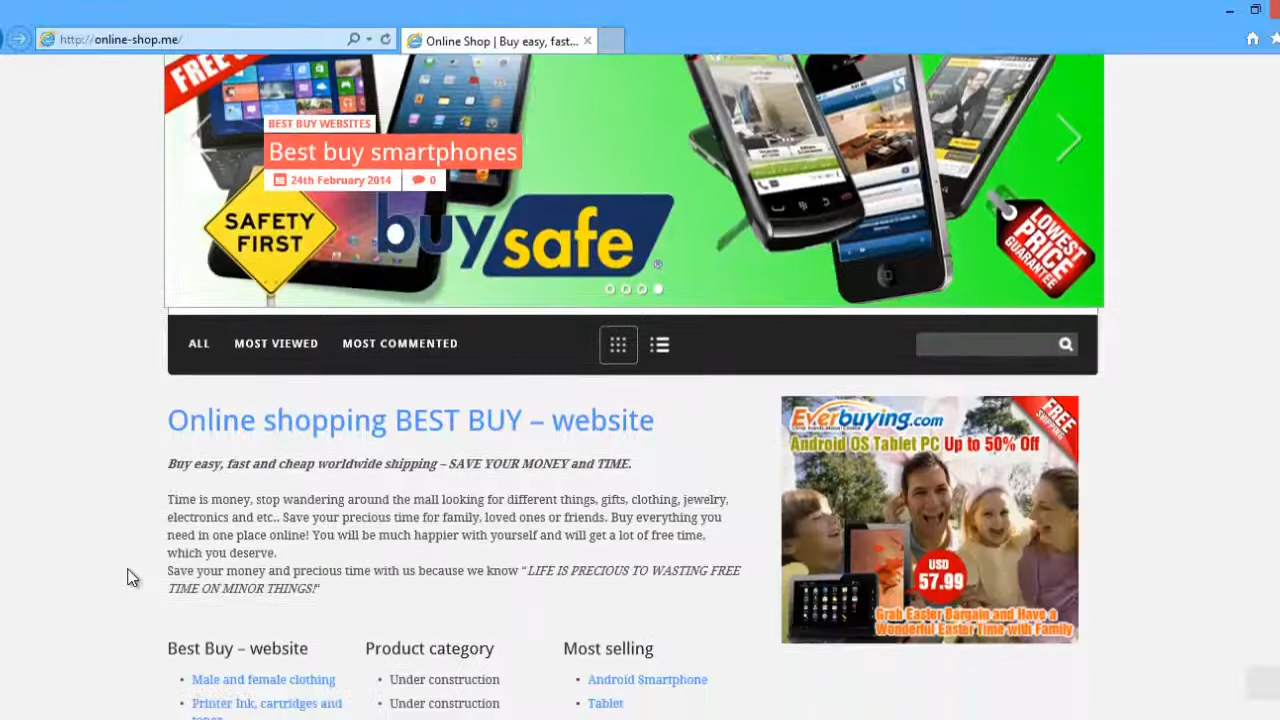 http://online-shop.me/
Online Shop | Buy easy, fast...
FREE
BEST BUY WEBSITES
Best buy smartphones
24th February 2014
0
SAFETY
FIRST
buysafe
®
LOWEST
PRICE
GUARANTEE
ALL
MOST VIEWED
MOST COMMENTED
Online shopping BEST BUY – website
Buy easy, fast and cheap worldwide shipping – SAVE YOUR MONEY and TIME.
Time is money, stop wandering around the mall looking for different things, gifts, clothing, jewelry,
electronics and etc.. Save your precious time for family, loved ones or friends. Buy everything you
need in one place online! You will be much happier with yourself and will get a lot of free time,
which you deserve.
Save your money and precious time with us because we know “LIFE IS PRECIOUS TO WASTING FREE
TIME ON MINOR THINGS!“
Everbuying.com
FREE
SHIPPING
Android OS Tablet PC Up to 50% Off
USD
57.99
Grab Easter Bargain and Have a
Wonderful Easter Time with Family
Best Buy – website
Male and female clothing
Printer Ink, cartridges and
Product category
Under construction
Under construction
Most selling
Android Smartphone
Tablet